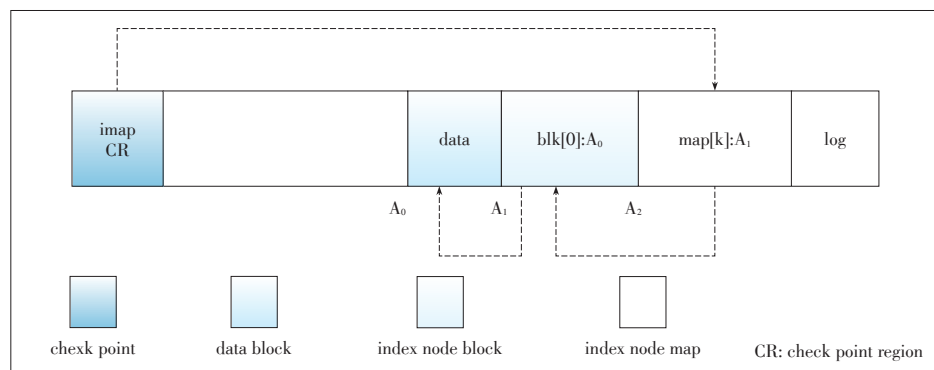 imap
CR
data
blk[0]:A₀
map[k]:A₁
log
A₀
A₁
A₂
chexk point
data block
index node block
index node map
CR: check point region